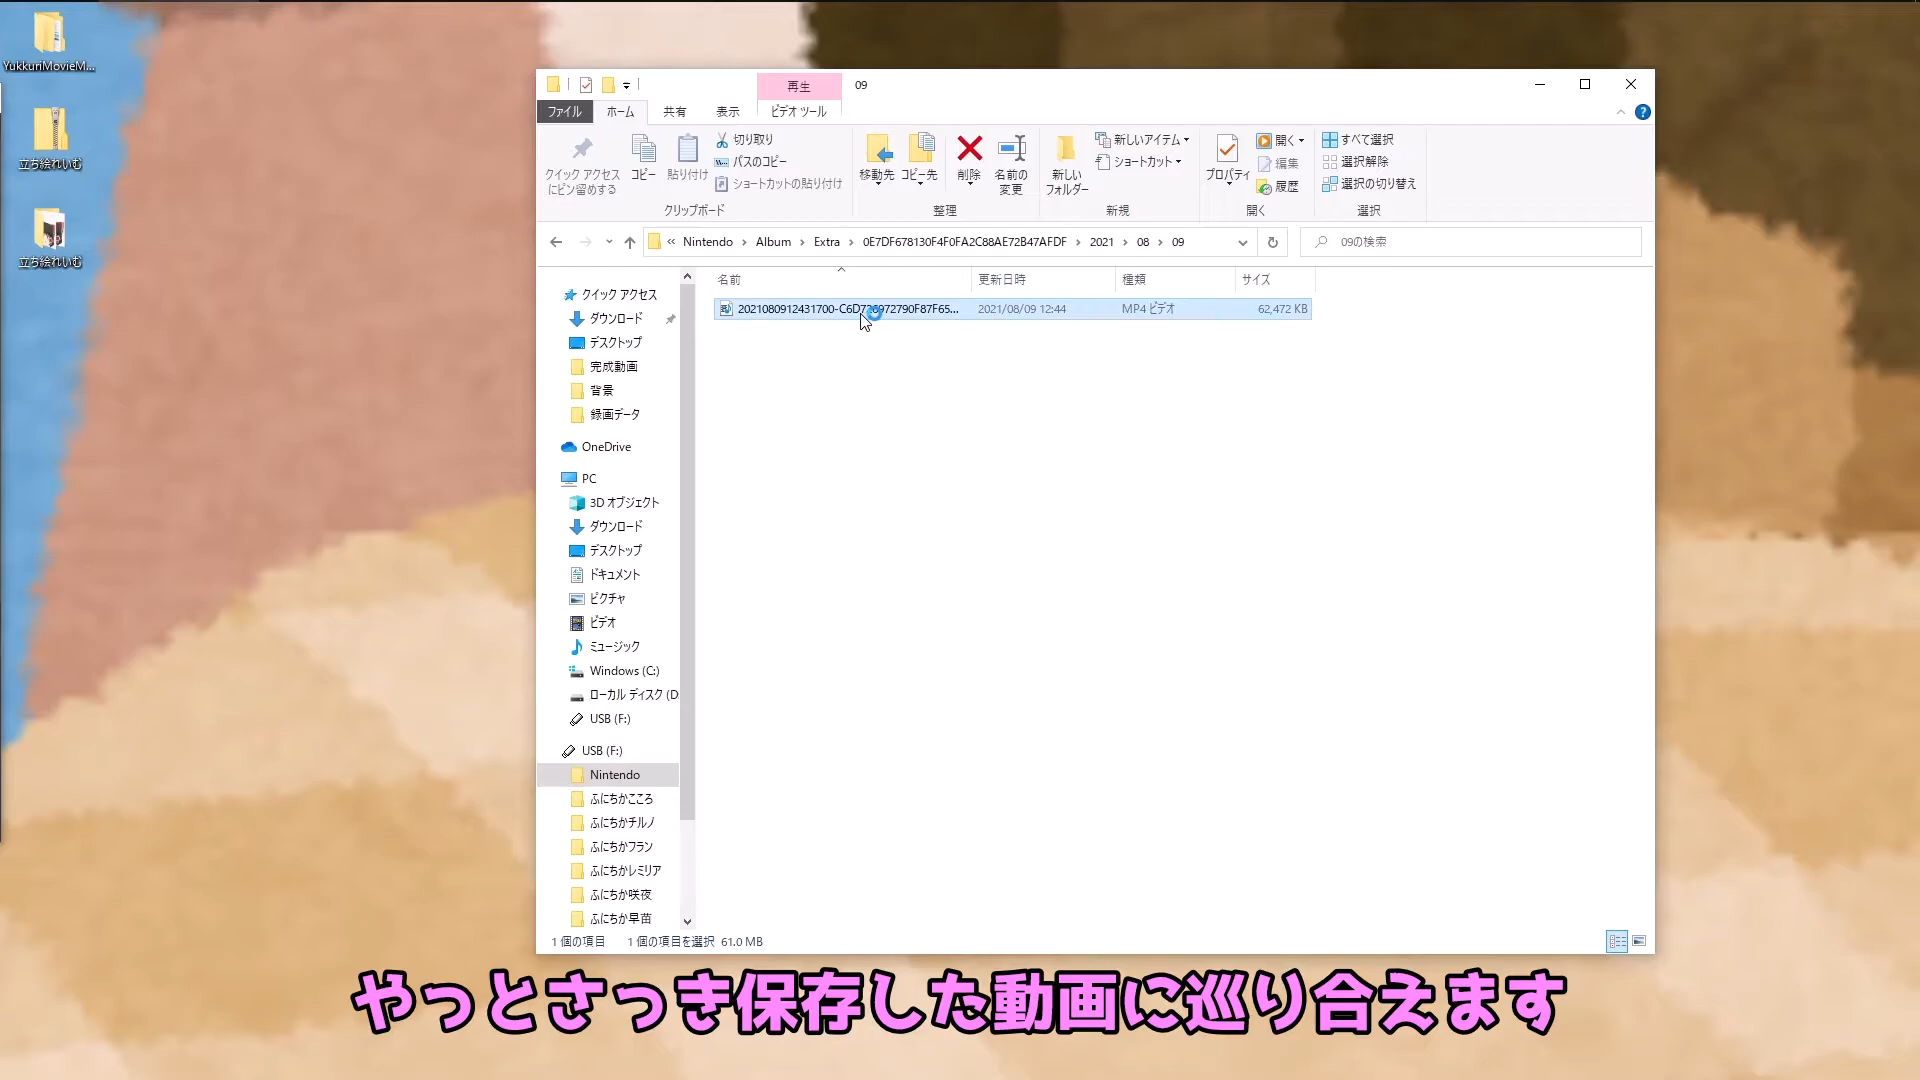 YukkuriMovieM...
立ち絵れいむ
立ち絵れいむ
再生
09
ファイル
ホーム
共有
表示
ビデオ ツール
クイック アクセス
にピン留めする
コピー
貼り付け
切り取り
パスのコピー
ショートカットの貼り付け
クリップボード
移動先
コピー先
削除
名前の
変更
整理
新しい
フォルダー
新しいアイテム
ショートカット
新規
プロパティ
開く
編集
履歴
開く
すべて選択
選択解除
選択の切り替え
選択
« Nintendo › Album › Extra › 0E7DF678130F4F0FA2C88AE72B47AFDF › 2021 › 08 › 09
09の検索
名前
更新日時
種類
サイズ
2021/08/09 12:44
MP4 ビデオ
62,472 KB
クイック アクセス
ダウンロード
デスクトップ
完成動画
背景
録画データ
OneDrive
PC
3D オブジェクト
ダウンロード
デスクトップ
ドキュメント
ピクチャ
ビデオ
ミュージック
Windows (C:)
ローカル ディスク (D
USB (F:)
USB (F:)
Nintendo
ふにちかこころ
ふにちかチルノ
ふにちかフラン
ふにちかレミリア
ふにちか咲夜
ふにちか早苗
1 個の項目
1 個の項目を選択 61.0 MB
やっとさっき保存した動画に巡り合えます